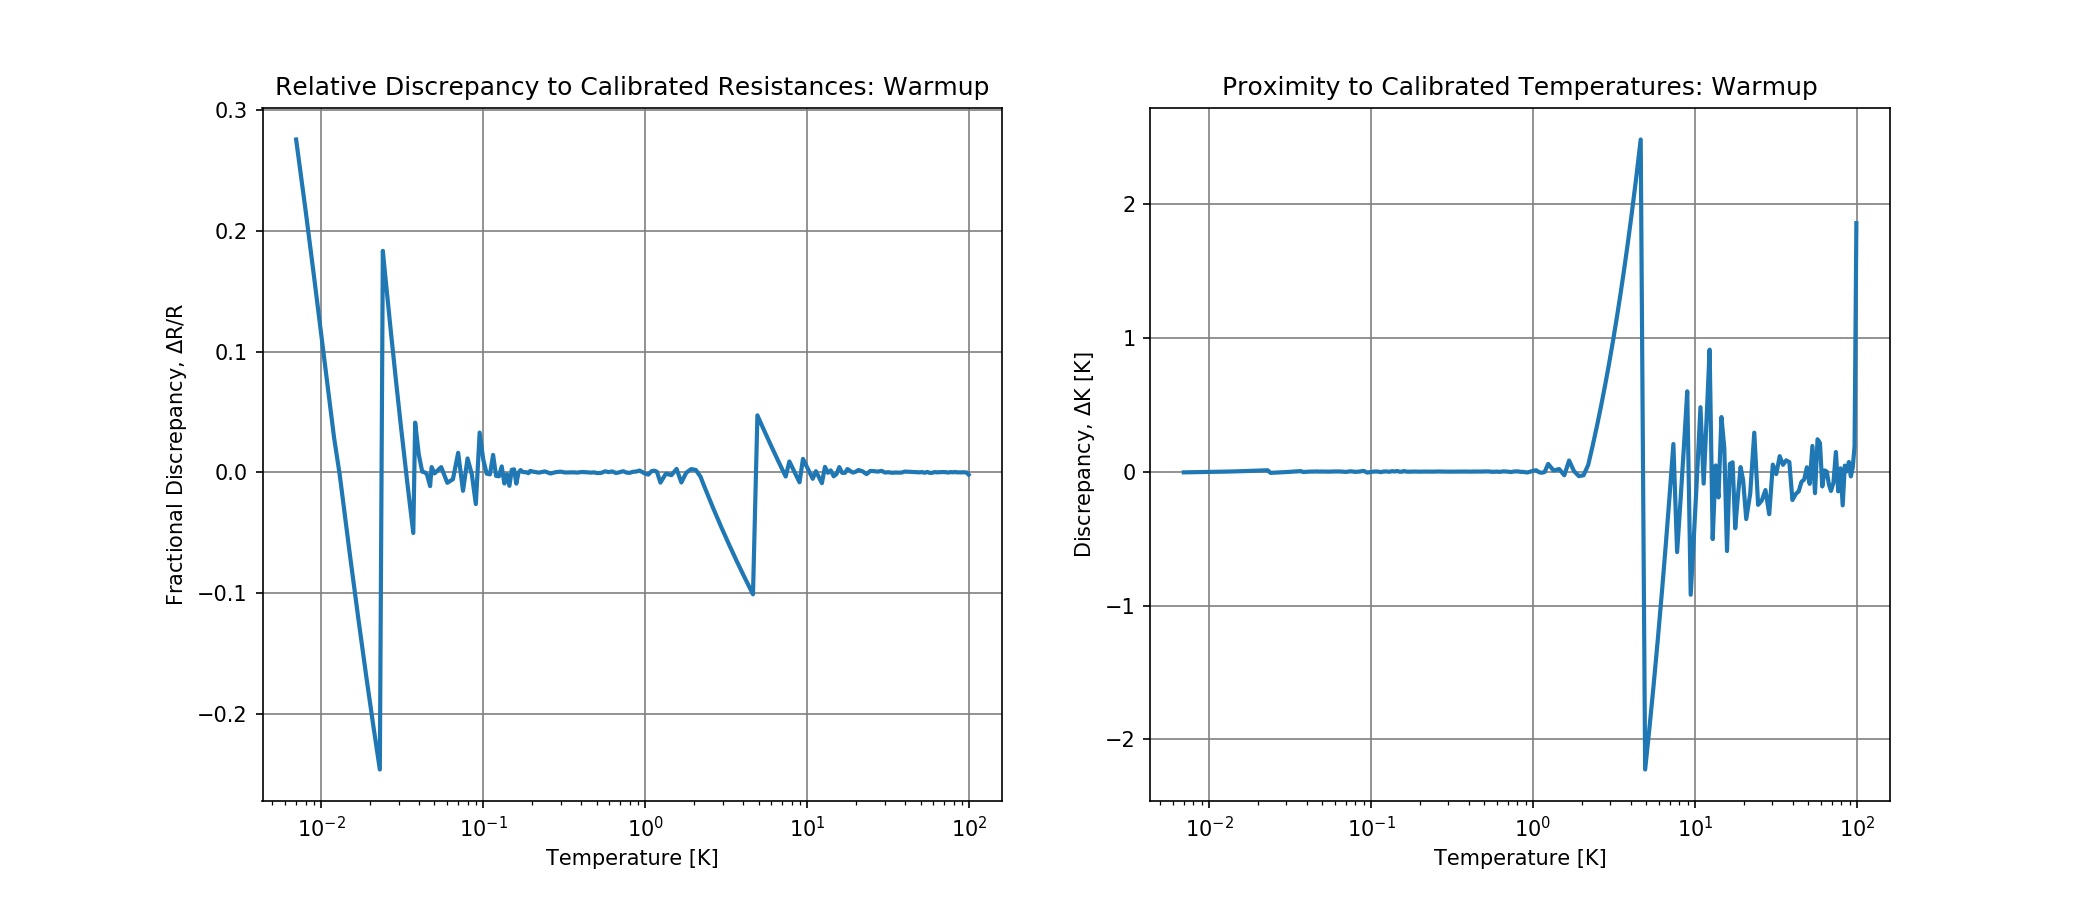 Relative Discrepancy to Calibrated Resistances: Warmup
0.3
0.2
0.1
0.0
−0.1
−0.2
Fractional Discrepancy, ΔR/R
10⁻² 10⁻¹ 10⁰ 10¹ 10²
Temperature [K]
Proximity to Calibrated Temperatures: Warmup
2
1
0
−1
−2
Discrepancy, ΔK [K]
10⁻² 10⁻¹ 10⁰ 10¹ 10²
Temperature [K]